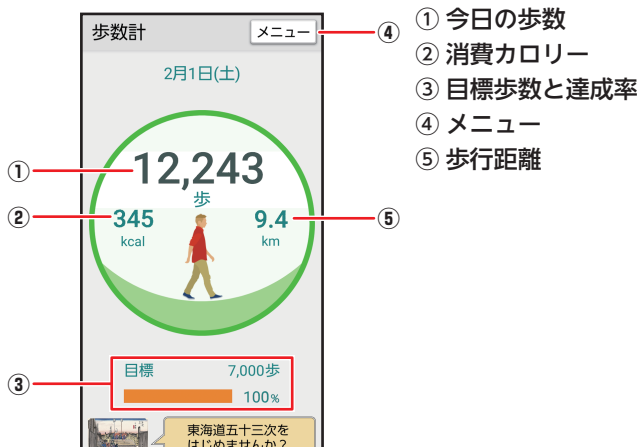 歩数計
メニュー
2月1日(土)
12,243
歩
345
kcal
9.4
km
目標 7,000歩
100%
東海道五十三次を
はじめませんか?
①
②
③
④
⑤
① 今日の歩数
② 消費カロリー
③ 目標歩数と達成率
④ メニュー
⑤ 歩行距離